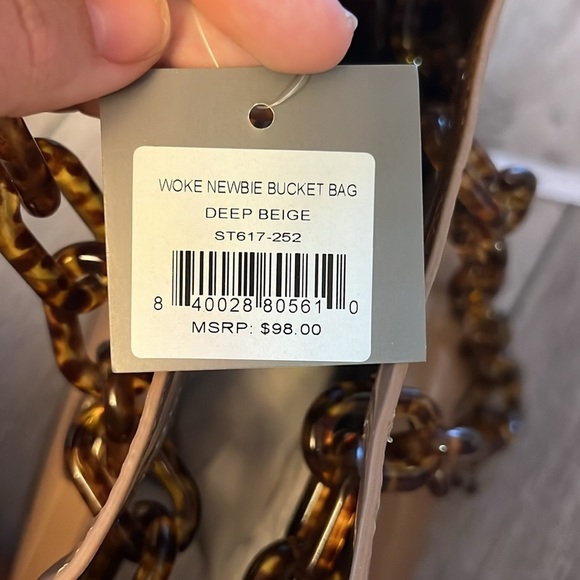 WOKE NEWBIE BUCKET BAG
DEEP BEIGE
ST617-252
8 40028 80561 0
MSRP: $98.00